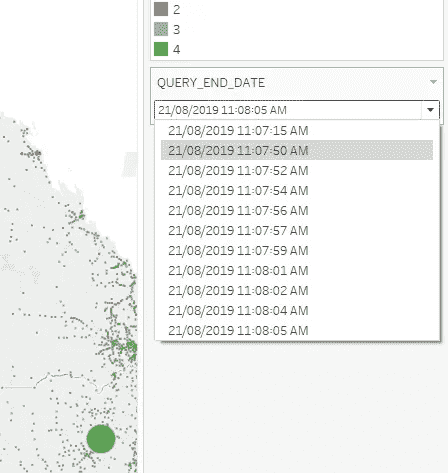 2
3
4
QUERY_END_DATE
21/08/2019 11:08:05 AM
21/08/2019 11:07:15 AM
21/08/2019 11:07:50 AM
21/08/2019 11:07:52 AM
21/08/2019 11:07:54 AM
21/08/2019 11:07:56 AM
21/08/2019 11:07:57 AM
21/08/2019 11:07:59 AM
21/08/2019 11:08:01 AM
21/08/2019 11:08:02 AM
21/08/2019 11:08:04 AM
21/08/2019 11:08:05 AM